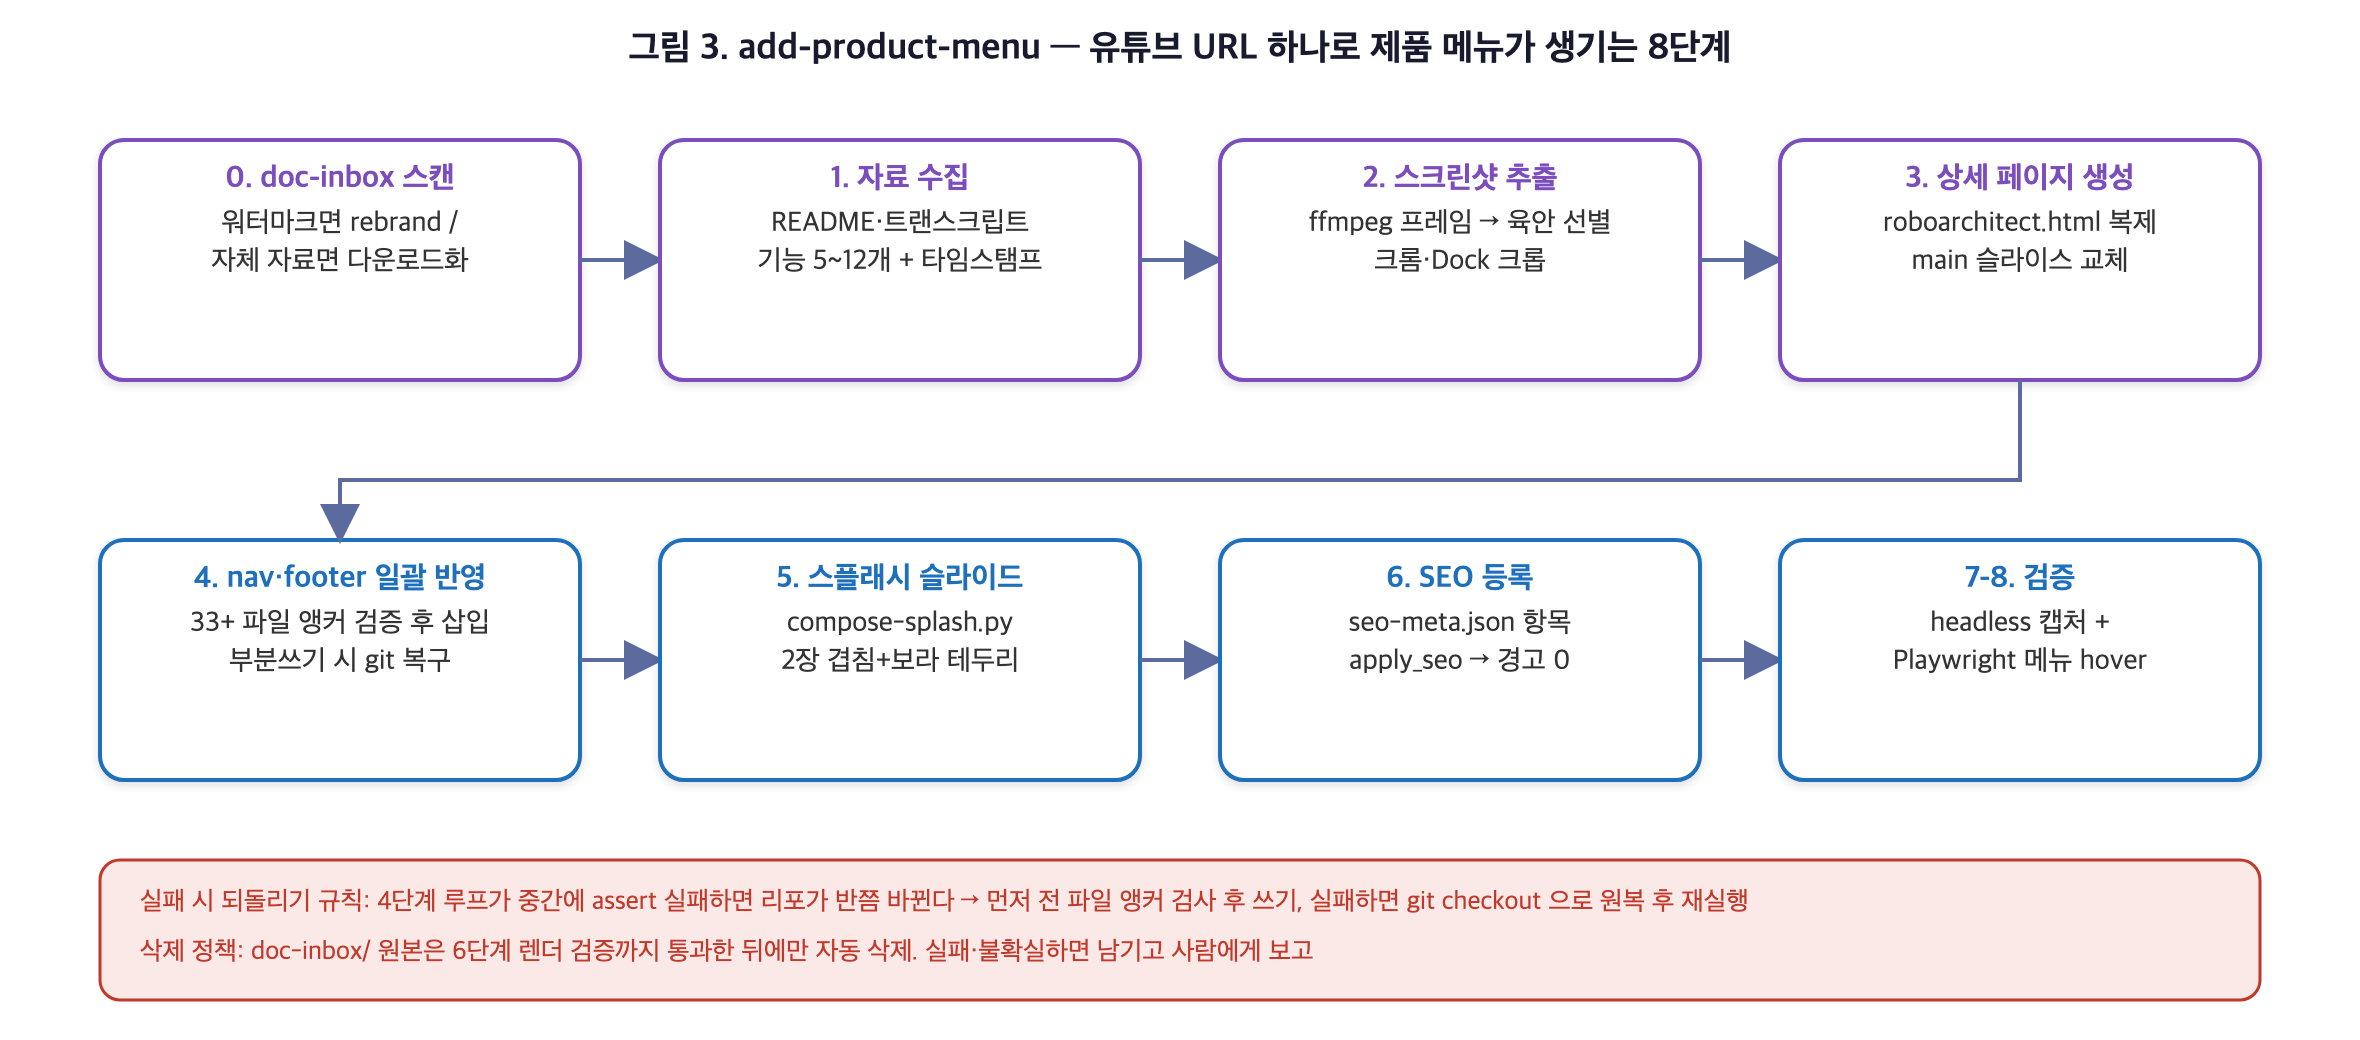 그림 3. add-product-menu — 유튜브 URL 하나로 제품 메뉴가 생기는 8단계
0. doc-inbox 스캔
워터마크면 rebrand /
자체 자료면 다운로드화
1. 자료 수집
README·트랜스크립트
기능 5~12개 + 타임스탬프
2. 스크린샷 추출
ffmpeg 프레임 → 육안 선별
크롬·Dock 크롭
3. 상세 페이지 생성
roboarchitect.html 복제
main 슬라이스 교체
4. nav·footer 일괄 반영
33+ 파일 앵커 검증 후 삽입
부분쓰기 시 git 복구
5. 스플래시 슬라이드
compose-splash.py
2장 겹침+보라 테두리
6. SEO 등록
seo-meta.json 항목
apply_seo → 경고 0
7-8. 검증
headless 캡처 +
Playwright 메뉴 hover
실패 시 되돌리기 규칙: 4단계 루프가 중간에 assert 실패하면 리포가 반쯤 바뀐다 → 먼저 전 파일 앵커 검사 후 쓰기, 실패하면 git checkout 으로 원복 후 재실행
삭제 정책: doc-inbox/ 원본은 6단계 렌더 검증까지 통과한 뒤에만 자동 삭제. 실패·불확실하면 남기고 사람에게 보고